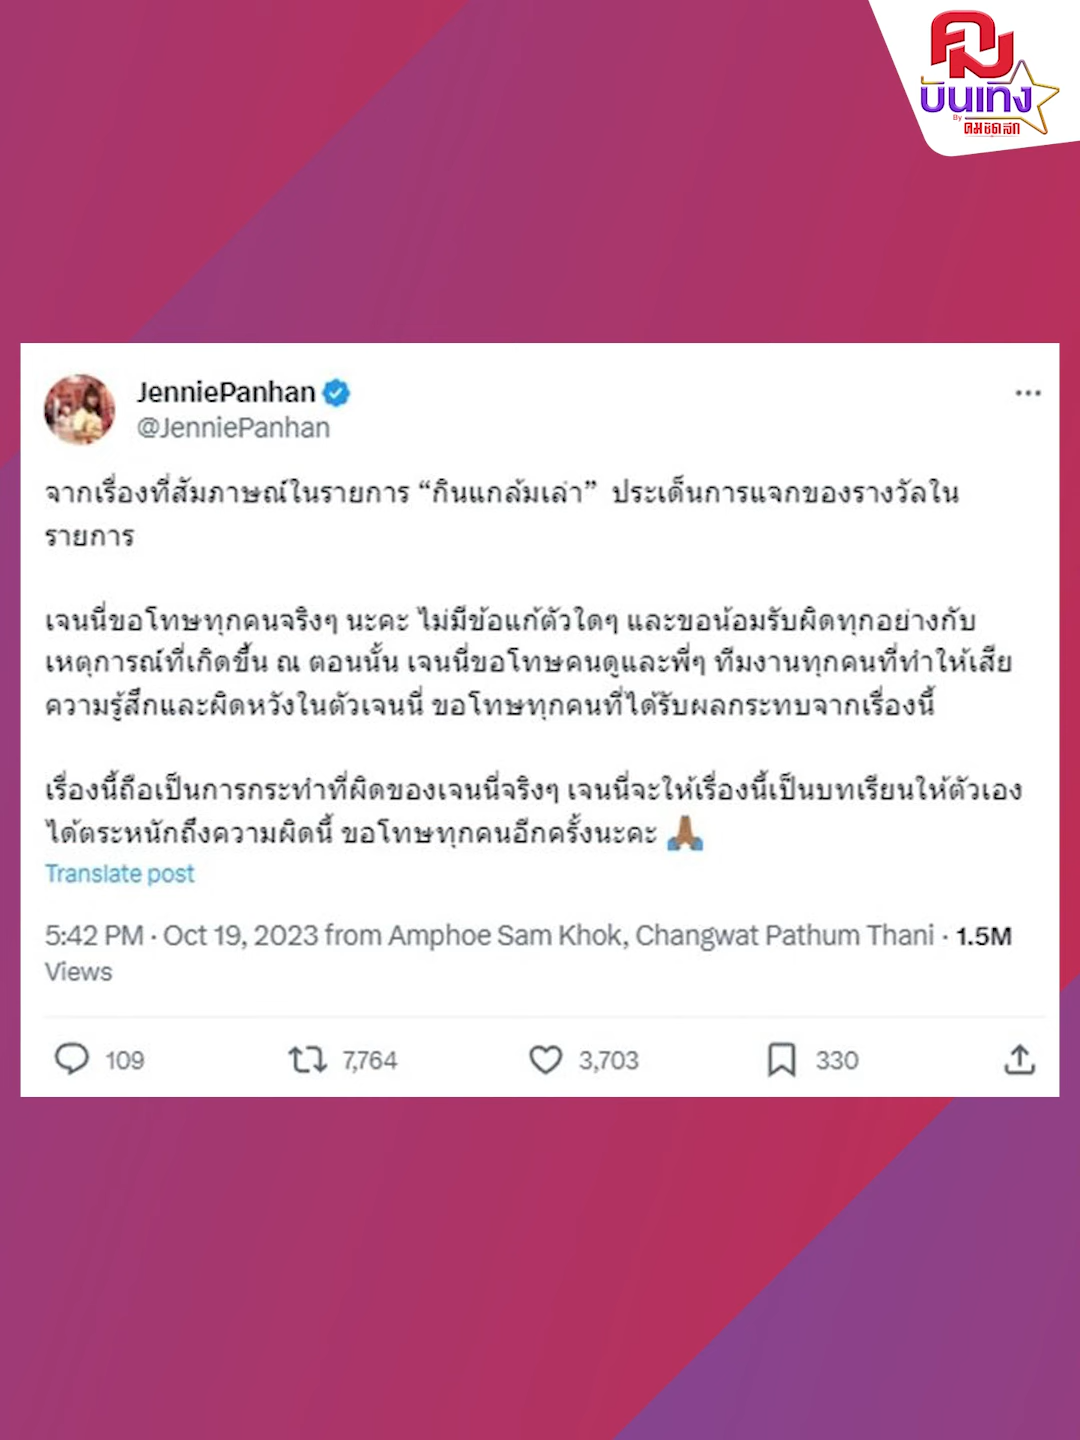 คม
บันเทิง
By คมชัดลึก
JenniePanhan
@JenniePanhan
จากเรื่องที่สัมภาษณ์ในรายการ “กินแกล้มเล่า” ประเด็นการแจกของรางวัลใน
รายการ
เจนนี่ขอโทษทุกคนจริงๆ นะคะ ไม่มีข้อแก้ตัวใดๆ และขอน้อมรับผิดทุกอย่างกับ
เหตุการณ์ที่เกิดขึ้น ณ ตอนนั้น เจนนี่ขอโทษคนดูและพี่ๆ ทีมงานทุกคนที่ทำให้เสีย
ความรู้สึกและผิดหวังในตัวเจนนี่ ขอโทษทุกคนที่ได้รับผลกระทบจากเรื่องนี้
เรื่องนี้ถือเป็นการกระทำที่ผิดของเจนนี่จริงๆ เจนนี่จะให้เรื่องนี้เป็นบทเรียนให้ตัวเอง
ได้ตระหนักถึงความผิดนี้ ขอโทษทุกคนอีกครั้งนะคะ 🙏🏾
Translate post
5:42 PM · Oct 19, 2023 from Amphoe Sam Khok, Changwat Pathum Thani · 1.5M
Views
109 7,764 3,703 330